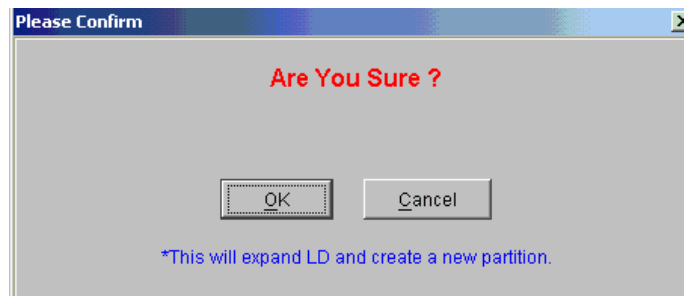 Please Confirm
Are You Sure ?
OK
Cancel
*This will expand LD and create a new partition.